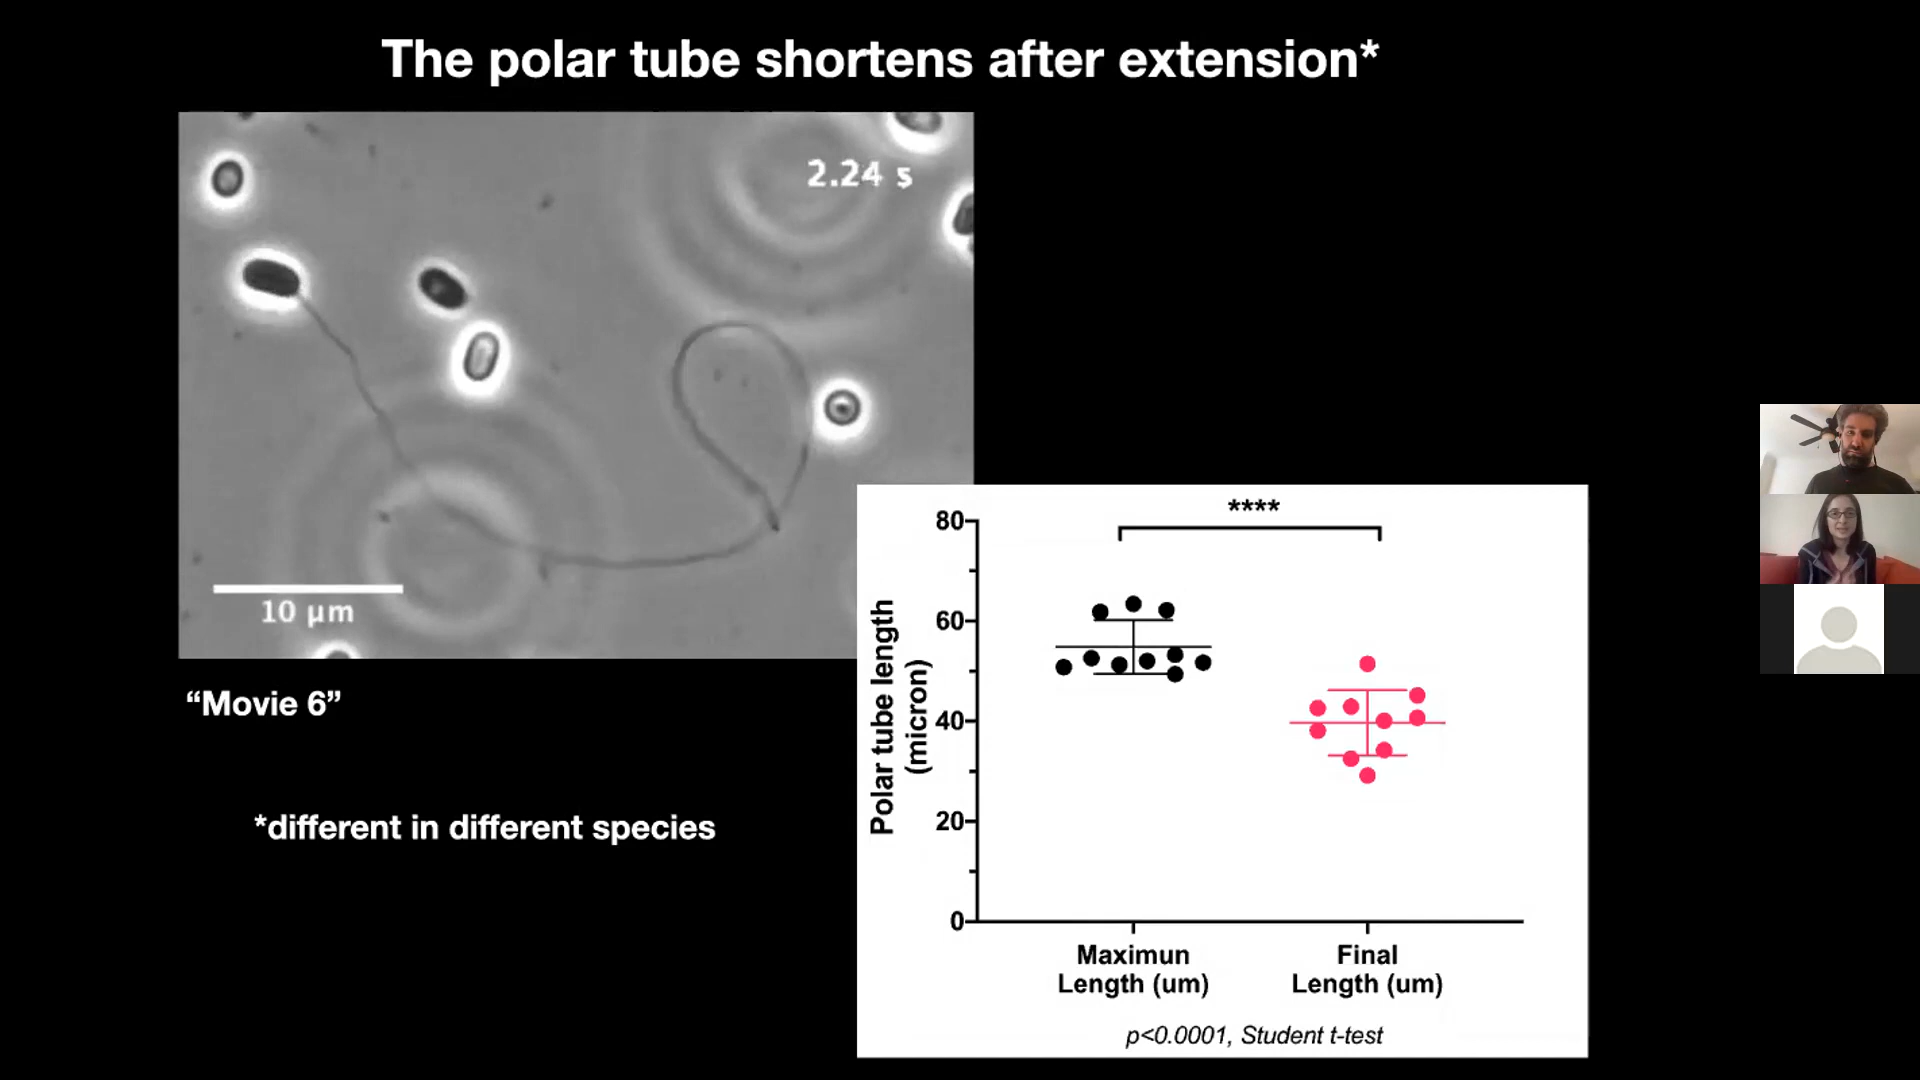 The polar tube shortens after extension*
2.24 s
10 µm
“Movie 6”
*different in different species
****
80
60
40
20
0
Polar tube length
(micron)
Maximun
Length (um)
Final
Length (um)
p<0.0001, Student t-test